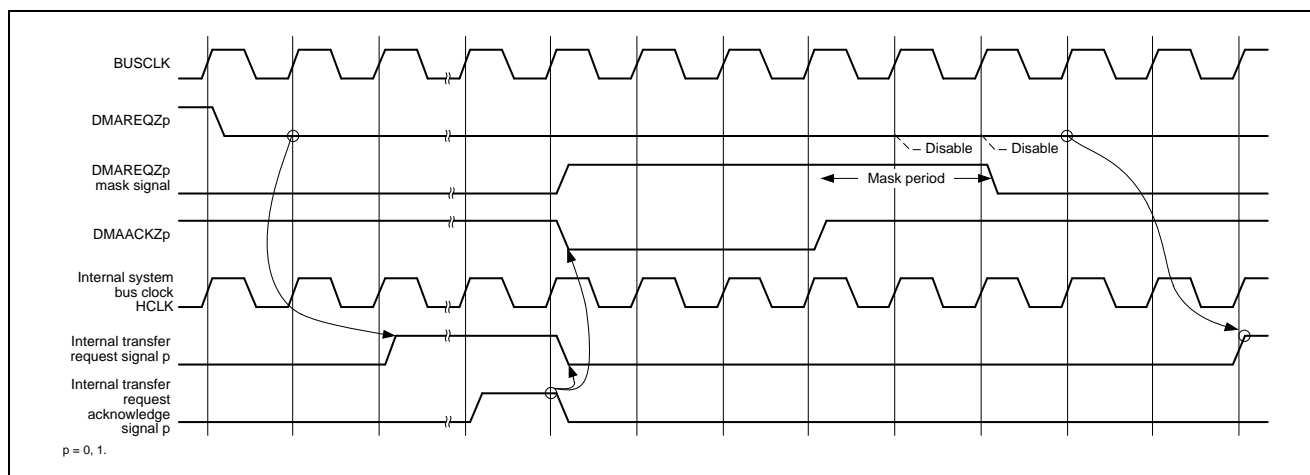 BUSCLK
DMAREQZp
– Disable
– Disable
DMAREQZp
mask signal
Mask period
DMAACKZp
Internal system
bus clock
HCLK
Internal transfer
request signal p
Internal transfer
request
acknowledge
signal p
p = 0, 1.